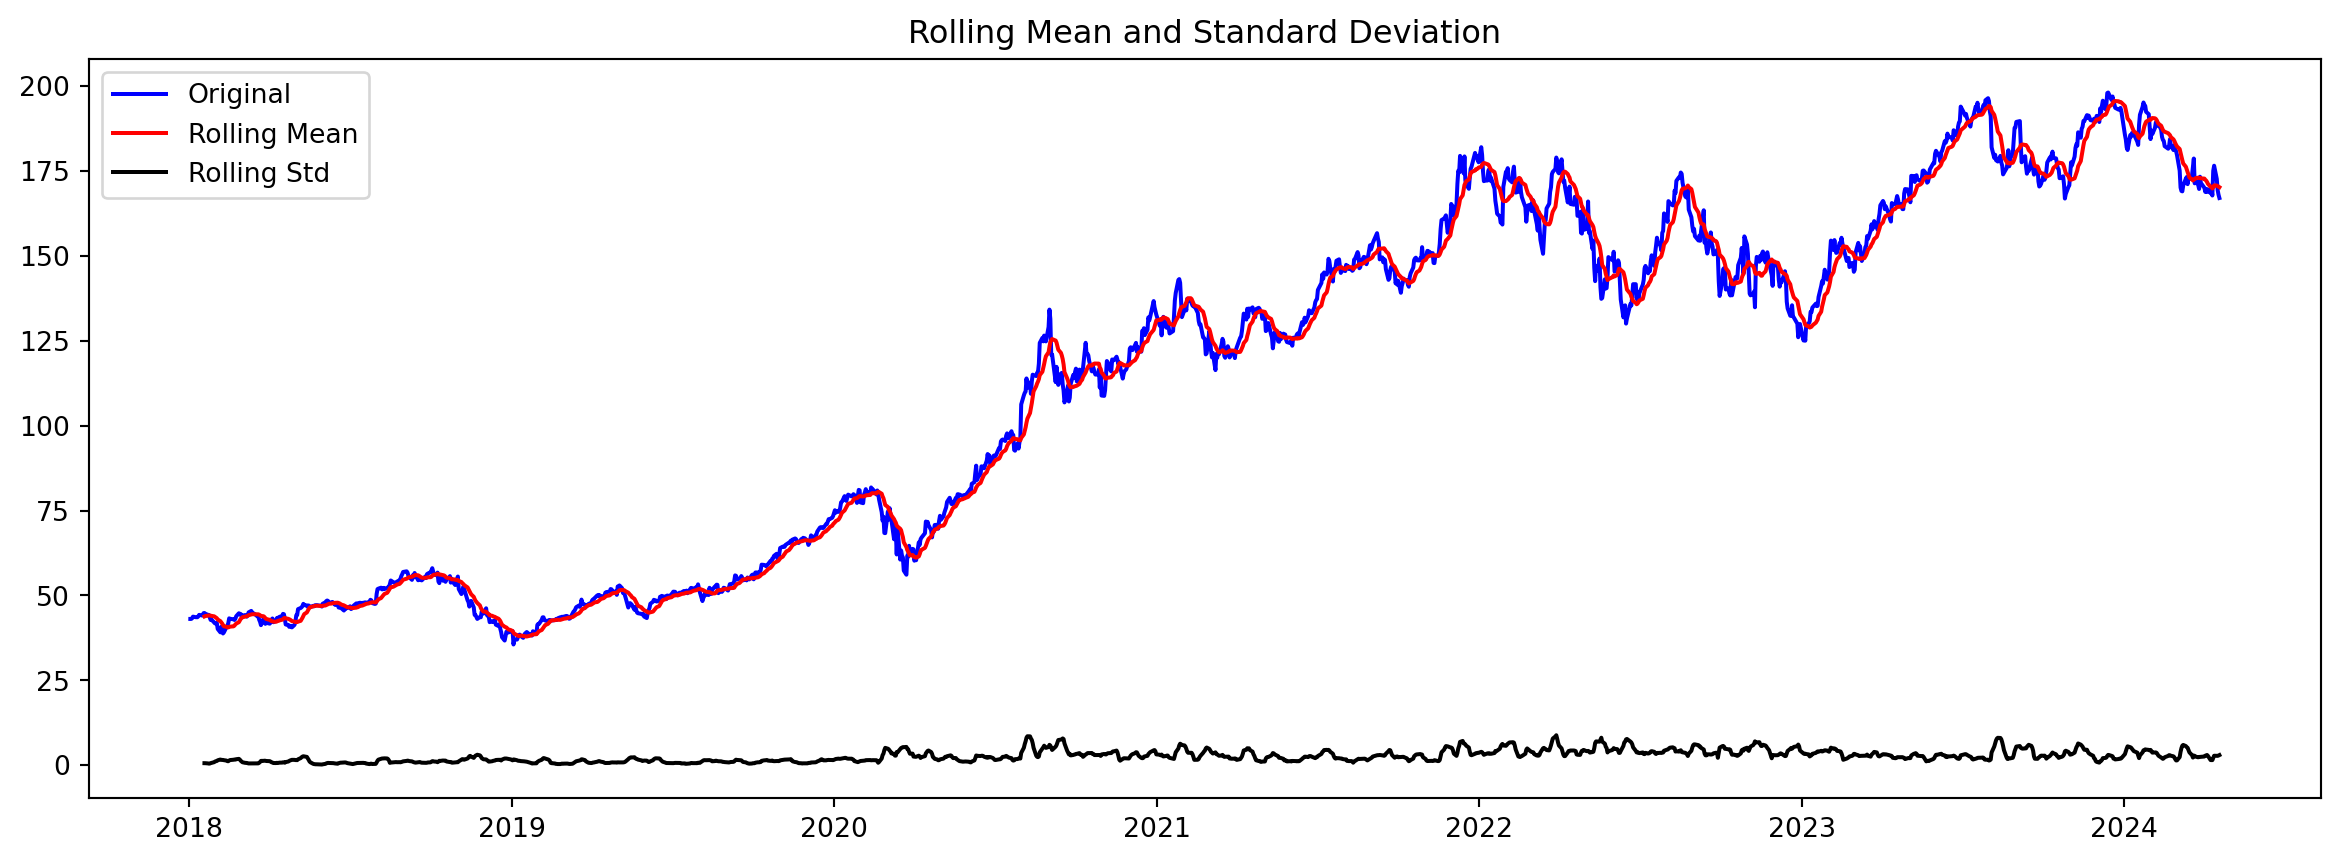 Rolling Mean and Standard Deviation
Original
Rolling Mean
Rolling Std
200
175
150
125
100
75
50
25
0
2018 2019 2020 2021 2022 2023 2024